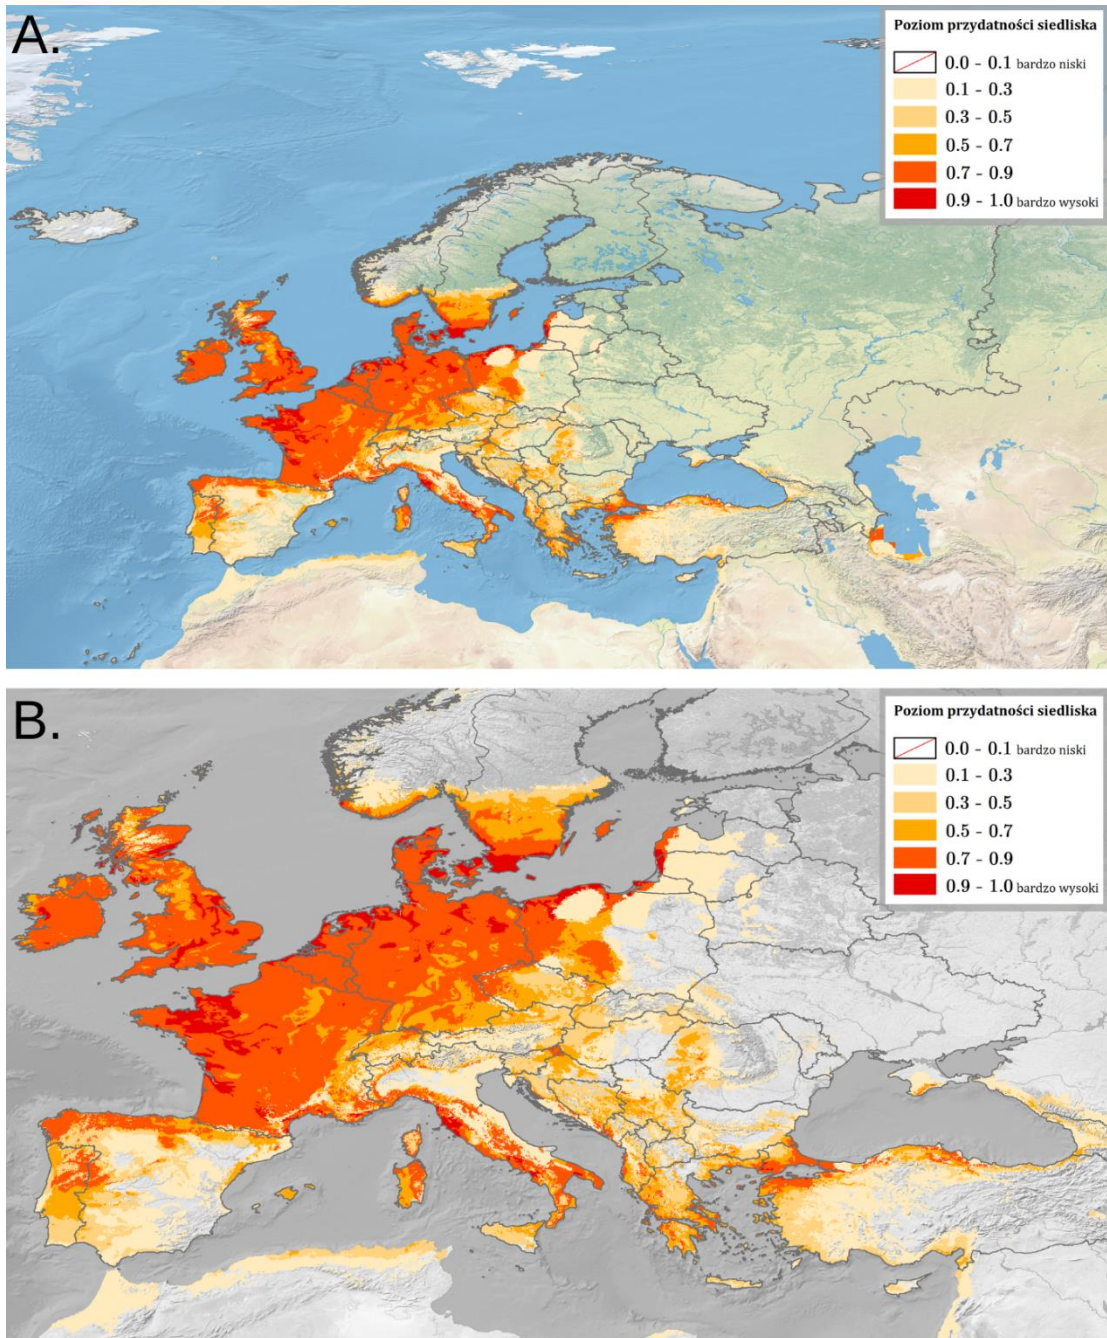 A.
Poziom przydatności siedliska
0.0 - 0.1 bardzo niski
0.1 - 0.3
0.3 - 0.5
0.5 - 0.7
0.7 - 0.9
0.9 - 1.0 bardzo wysoki
B.
Poziom przydatności siedliska
0.0 - 0.1 bardzo niski
0.1 - 0.3
0.3 - 0.5
0.5 - 0.7
0.7 - 0.9
0.9 - 1.0 bardzo wysoki